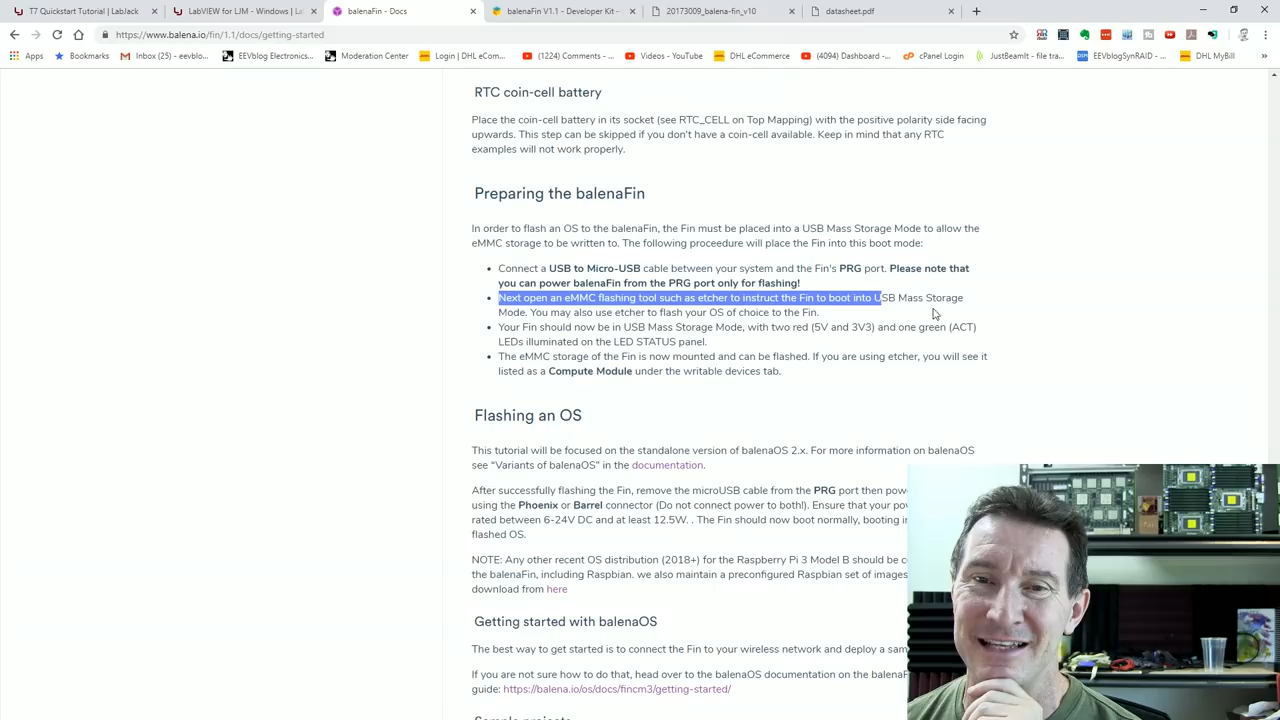 T7 Quickstart Tutorial | LabJack
LabVIEW for LJM - Windows | Lab
balenaFin - Docs
balenaFin V1.1 - Developer Kit -
20173009_balena-fin_v10
datasheet.pdf
https://www.balena.io/fin/1.1/docs/getting-started
Apps
Bookmarks
Inbox (25) - eevblo...
EEVblog Electronics...
Moderation Center
Login | DHL eCom...
(1224) Comments - ...
Videos - YouTube
DHL eCommerce
(4094) Dashboard -...
cPanel Login
JustBeamIt - file tra...
EEVblogSynRAID - ...
DHL MyBill
RTC coin-cell battery
Place the coin-cell battery in its socket (see RTC_CELL on Top Mapping) with the positive polarity side facing
upwards. This step can be skipped if you don't have a coin-cell available. Keep in mind that any RTC
examples will not work properly.
Preparing the balenaFin
In order to flash an OS to the balenaFin, the Fin must be placed into a USB Mass Storage Mode to allow the
eMMC storage to be written to. The following proceedure will place the Fin into this boot mode:
• Connect a USB to Micro-USB cable between your system and the Fin's PRG port. Please note that
you can power balenaFin from the PRG port only for flashing!
• Next open an eMMC flashing tool such as etcher to instruct the Fin to boot into USB Mass Storage
Mode. You may also use etcher to flash your OS of choice to the Fin.
• Your Fin should now be in USB Mass Storage Mode, with two red (5V and 3V3) and one green (ACT)
LEDs illuminated on the LED STATUS panel.
• The eMMC storage of the Fin is now mounted and can be flashed. If you are using etcher, you will see it
listed as a Compute Module under the writable devices tab.
Flashing an OS
This tutorial will be focused on the standalone version of balenaOS 2.x. For more information on balenaOS
see “Variants of balenaOS” in the documentation.
After successfully flashing the Fin, remove the microUSB cable from the PRG port then powe
using the Phoenix or Barrel connector (Do not connect power to both!). Ensure that your pow
rated between 6-24V DC and at least 12.5W. . The Fin should now boot normally, booting in
flashed OS.
NOTE: Any other recent OS distribution (2018+) for the Raspberry Pi 3 Model B should be co
the balenaFin, including Raspbian. we also maintain a preconfigured Raspbian set of images
download from here
Getting started with balenaOS
The best way to get started is to connect the Fin to your wireless network and deploy a sam
If you are not sure how to do that, head over to the balenaOS documentation on the balenaF
guide: https://balena.io/os/docs/fincm3/getting-started/
Sample projects